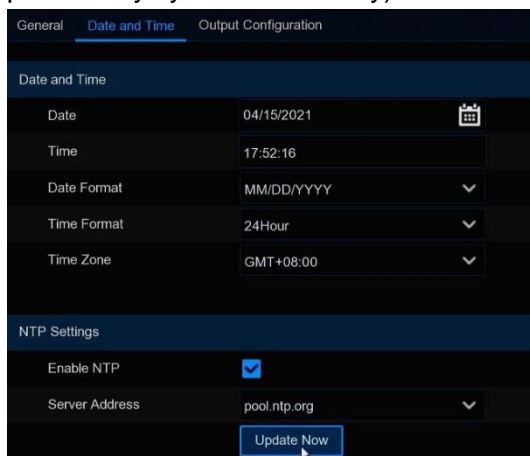 General Date and Time Output Configuration
Date and Time
Date 04/15/2021
Time 17:52:16
Date Format MM/DD/YYYY
Time Format 24Hour
Time Zone GMT+08:00
NTP Settings
Enable NTP
Server Address pool.ntp.org
Update Now